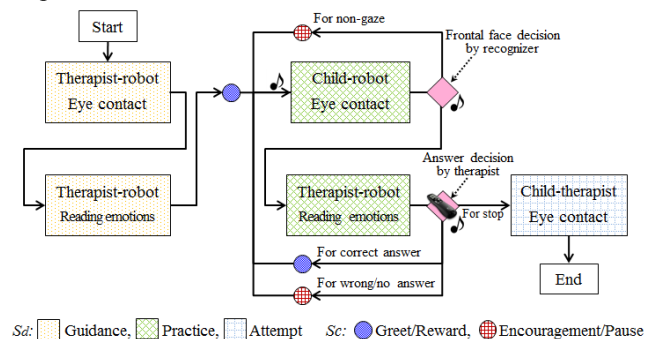 Start
For non-gaze
Frontal face decision
by recognizer
Therapist-robot
Eye contact
Child-robot
Eye contact
Therapist-robot
Reading emotions
Therapist-robot
Reading emotions
Answer decision
by therapist
For stop
Child-therapist
Eye contact
For correct answer
For wrong/no answer
End
Sd: Guidance, Practice, Attempt Sc: Greet/Reward, Encouragement/Pause